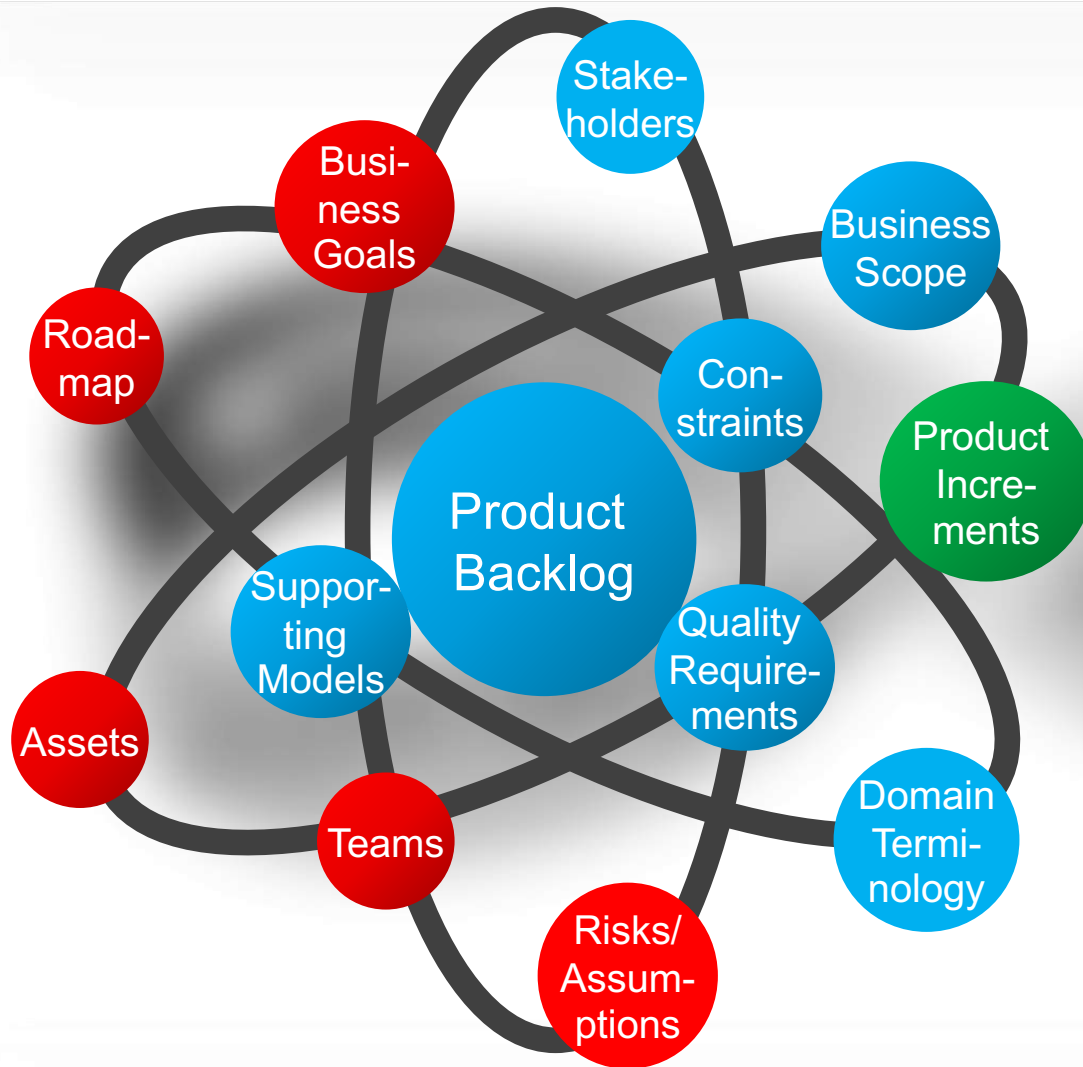 Stake-
holders
Busi-
ness
Goals
Business
Scope
Road-
map
Con-
straints
Product
Incre-
ments
Product
Backlog
Suppor-
ting
Models
Quality
Require-
ments
Assets
Teams
Domain
Termi-
nology
Risks/
Assum-
ptions